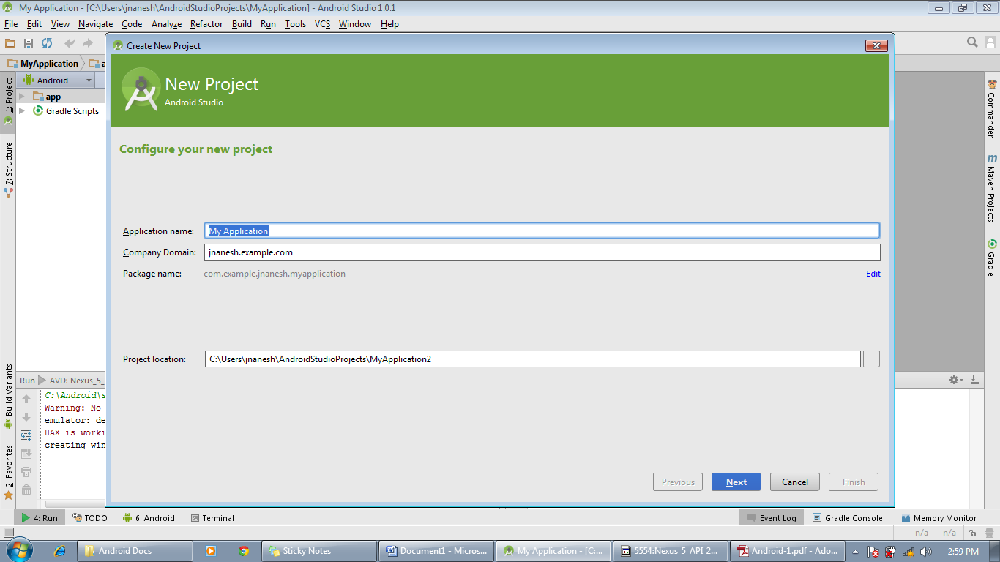 My Application - [C:\Users\jnanesh\AndroidStudioProjects\MyApplication] - Android Studio 1.0.1
File Edit View Navigate Code Analyze Refactor Build Run Tools VCS Window Help
Create New Project
MyApplication
New Project
Android Studio
1: Project
Android
app
Gradle Scripts
7: Structure
Commander
m
Maven Projects
Gradle
Configure your new project
Application name: My Application
Company Domain: jnanesh.example.com
Package name: com.example.jnanesh.myapplication Edit
Project location: C:\Users\jnanesh\AndroidStudioProjects\MyApplication2 ...
Build Variants
2: Favorites
Run AVD: Nexus_5_
C:\Android\s
Warning: No
emulator: de
HAX is worki
creating win
Previous Next Cancel Finish
4: Run TODO 6: Android Terminal Event Log Gradle Console Memory Monitor
n/a n/a
Android Docs Sticky Notes Document1 - Micros... My Application - [C:... 5554:Nexus_5_API_2... Android-1.pdf - Ado... 2:59 PM